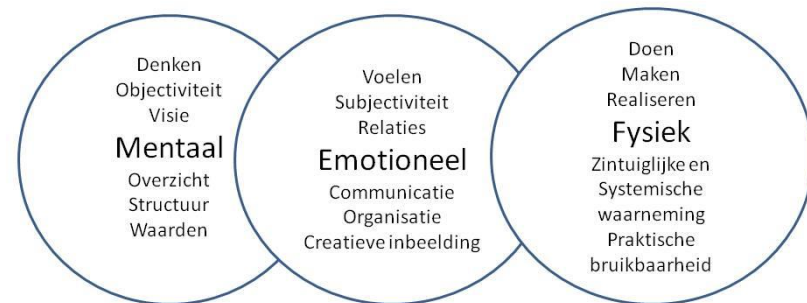 Denken
Objectiviteit
Visie
Mentaal
Overzicht
Structuur
Waarden
Voelen
Subjectiviteit
Relaties
Emotioneel
Communicatie
Organisatie
Creatieve inbeelding
Doen
Maken
Realiseren
Fysiek
Zintuiglijke en
Systemische
waarneming
Praktische
bruikbaarheid